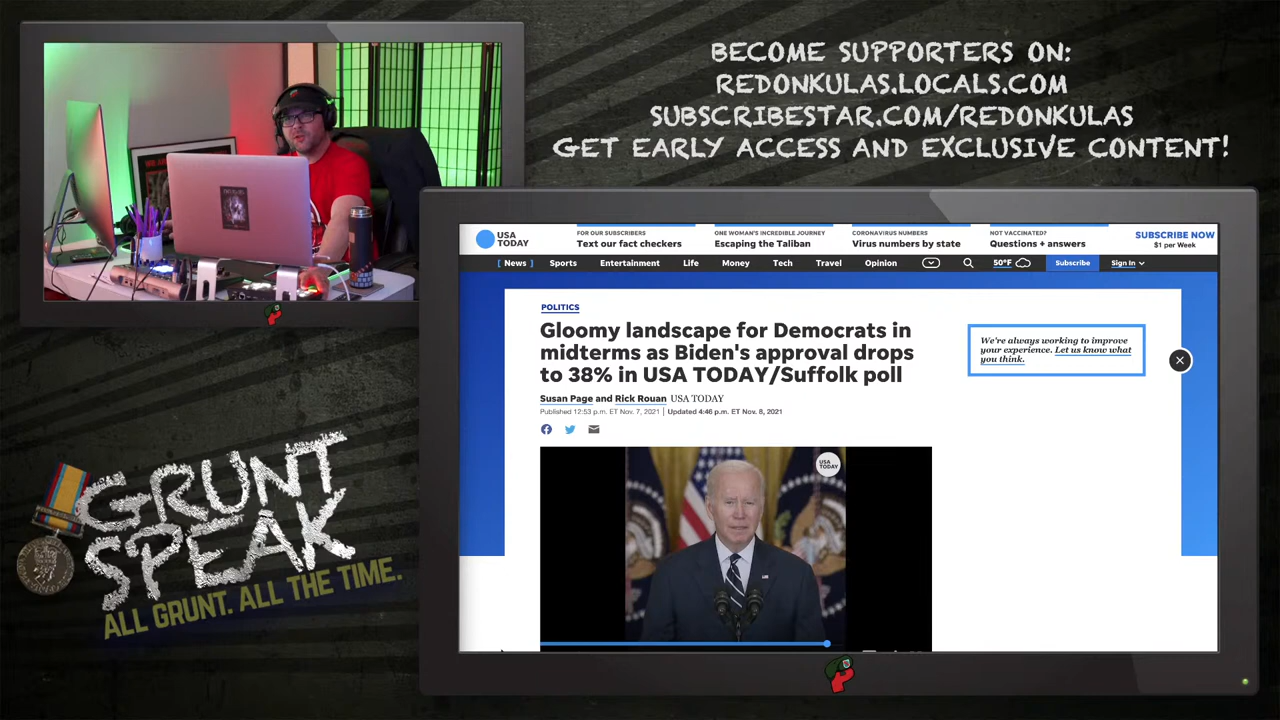 BECOME SUPPORTERS ON:
REDONKULAS.LOCALS.COM
SUBSCRIBESTAR.COM/REDONKULAS
GET EARLY ACCESS AND EXCLUSIVE CONTENT!
USA TODAY
FOR OUR SUBSCRIBERS
Text our fact checkers
ONE WOMAN'S INCREDIBLE JOURNEY
Escaping the Taliban
CORONAVIRUS NUMBERS
Virus numbers by state
NOT VACCINATED?
Questions + answers
SUBSCRIBE NOW
$1 per Week
[ News ] Sports Entertainment Life Money Tech Travel Opinion 50°F Subscribe Sign In
POLITICS
Gloomy landscape for Democrats in
midterms as Biden's approval drops
to 38% in USA TODAY/Suffolk poll
Susan Page and Rick Rouan USA TODAY
Published 12:53 p.m. ET Nov. 7, 2021 | Updated 4:46 p.m. ET Nov. 8, 2021
We're always working to improve
your experience. Let us know what
you think.
USA
TODAY
GRUNT
SPEAK
ALL GRUNT. ALL THE TIME.